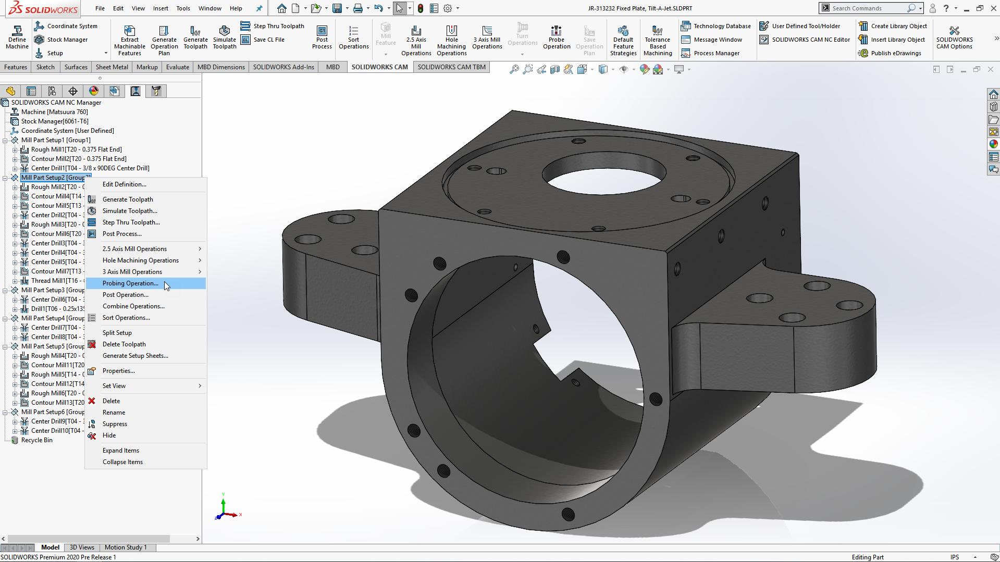 SOLIDWORKS
File Edit View Insert Tools Window Help
JR-313232 Fixed Plate, Tilt-A-Jet.SLDPRT
Search Commands
Define Machine
Coordinate System
Stock Manager
Setup
Extract Machinable Features
Generate Operation Plan
Generate Toolpath
Simulate Toolpath
Step Thru Toolpath
Save CL File
Post Process
Sort Operations
Mill Feature
2.5 Axis Mill Operations
Hole Machining Operations
3 Axis Mill Operations
Turn Operations
Probe Operation
Save Operation Plan
Default Feature Strategies
Tolerance Based Machining
Technology Database
Message Window
Process Manager
User Defined Tool/Holder
SOLIDWORKS CAM NC Editor
Create Library Object
Insert Library Object
Publish eDrawings
SOLIDWORKS CAM Options
Features Sketch Surfaces Sheet Metal Markup Evaluate MBD Dimensions SOLIDWORKS Add-Ins MBD SOLIDWORKS CAM SOLIDWORKS CAM TBM
SOLIDWORKS CAM NC Manager
Machine [Matsuura 760]
Stock Manager[6061-T6]
Coordinate System [User Defined]
Mill Part Setup1 [Group1]
Rough Mill1[T20 - 0.375 Flat End]
Contour Mill2[T20 - 0.375 Flat End]
Center Drill1[T04 - 3/8 x 90DEG Center Drill]
Mill Part Setup2 [Group2]
Rough Mill2[T20 - 0
Contour Mill4[T14 -
Contour Mill5[T13 -
Center Drill2[T04 - 3
Rough Mill3[T20 - 0
Contour Mill6[T20 -
Center Drill3[T04 - 3
Center Drill4[T04 - 3
Center Drill5[T04 - 3
Contour Mill7[T13 -
Thread Mill1[T16 -
Mill Part Setup3 [Group
Center Drill6[T04 - 3
Drill1[T06 - 0.25x135
Mill Part Setup4 [Group
Center Drill7[T04 - 3
Center Drill8[T04 - 3
Mill Part Setup5 [Group
Rough Mill4[T20 - 0
Contour Mill11[T20
Rough Mill5[T14 - 0
Contour Mill12[T14
Rough Mill6[T20 - 0
Contour Mill13[T20
Mill Part Setup6 [Group
Center Drill9[T04 - 3
Center Drill10[T04 -
Recycle Bin
Edit Definition...
Generate Toolpath
Simulate Toolpath...
Step Thru Toolpath...
Post Process...
2.5 Axis Mill Operations
Hole Machining Operations
3 Axis Mill Operations
Probing Operation...
Post Operation...
Combine Operations...
Sort Operations...
Split Setup
Delete Toolpath
Generate Setup Sheets...
Properties...
Set View
Delete
Rename
Suppress
Hide
Expand Items
Collapse Items
Y
X
Z
Model 3D Views Motion Study 1
SOLIDWORKS Premium 2020 Pre Release 1
Editing Part
IPS